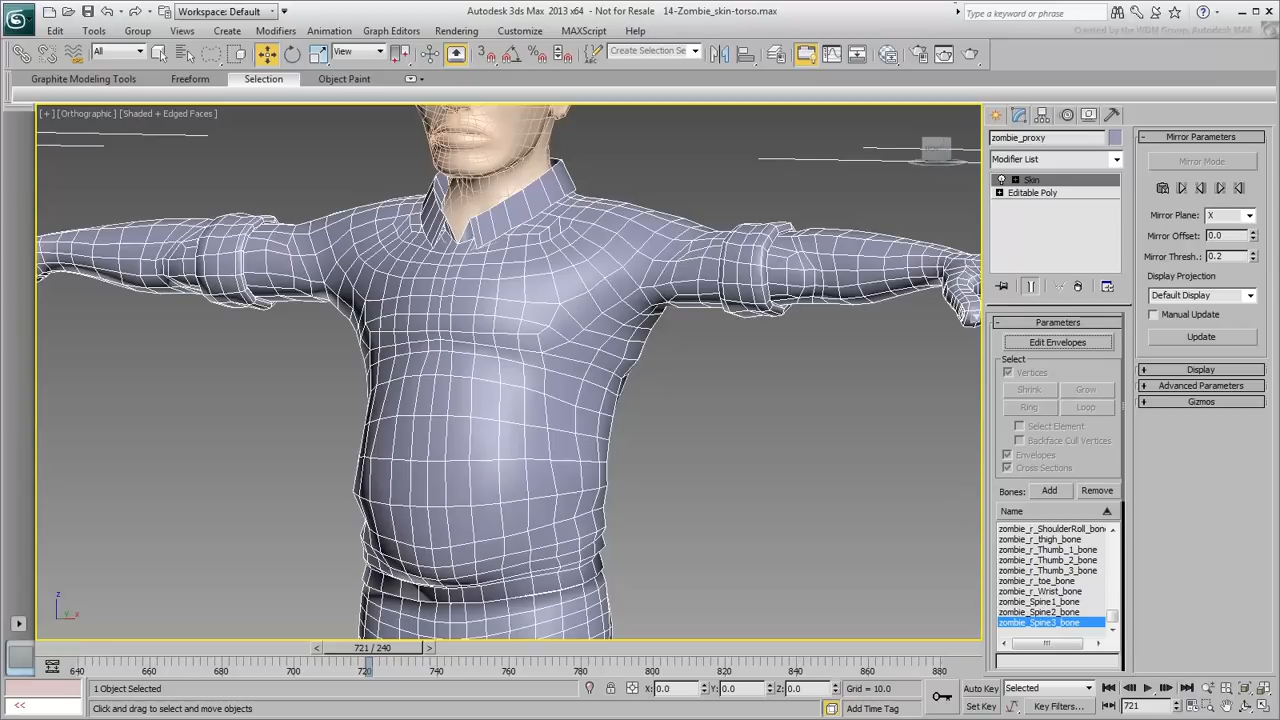 Workspace: Default
Autodesk 3ds Max 2013 x64 - Not for Resale 14-Zombie_skin-torso.max
Type a keyword or phrase
Edit Tools Group Views Create Modifiers Animation Graph Editors Rendering Customize MAXScript Help
Created by the WDM Group, Autodesk M&E
All
View
3
Create Selection Se
Graphite Modeling Tools Freeform Selection Object Paint
[+] [Orthographic] [Shaded + Edged Faces]
zombie_proxy
Modifier List
Skin
Editable Poly
Parameters
Edit Envelopes
Select
Vertices
Shrink Grow
Ring Loop
Select Element
Backface Cull Vertices
Envelopes
Cross Sections
Bones: Add Remove
Name
zombie_r_ShoulderRoll_bone
zombie_r_thigh_bone
zombie_r_Thumb_1_bone
zombie_r_Thumb_2_bone
zombie_r_Thumb_3_bone
zombie_r_toe_bone
zombie_r_Wrist_bone
zombie_Spine1_bone
zombie_Spine2_bone
zombie_Spine3_bone
Mirror Parameters
Mirror Mode
Mirror Plane: X
Mirror Offset: 0.0
Mirror Thresh.: 0.2
Display Projection
Default Display
Manual Update
Update
Display
Advanced Parameters
Gizmos
z
y x
721 / 240
640 660 680 700 720 740 760 780 800 820 840 860 880
1 Object Selected
X: 0.0 Y: 0.0 Z: 0.0 Grid = 10.0
Auto Key Selected
<< Click and drag to select and move objects
Add Time Tag
Set Key Key Filters... 721